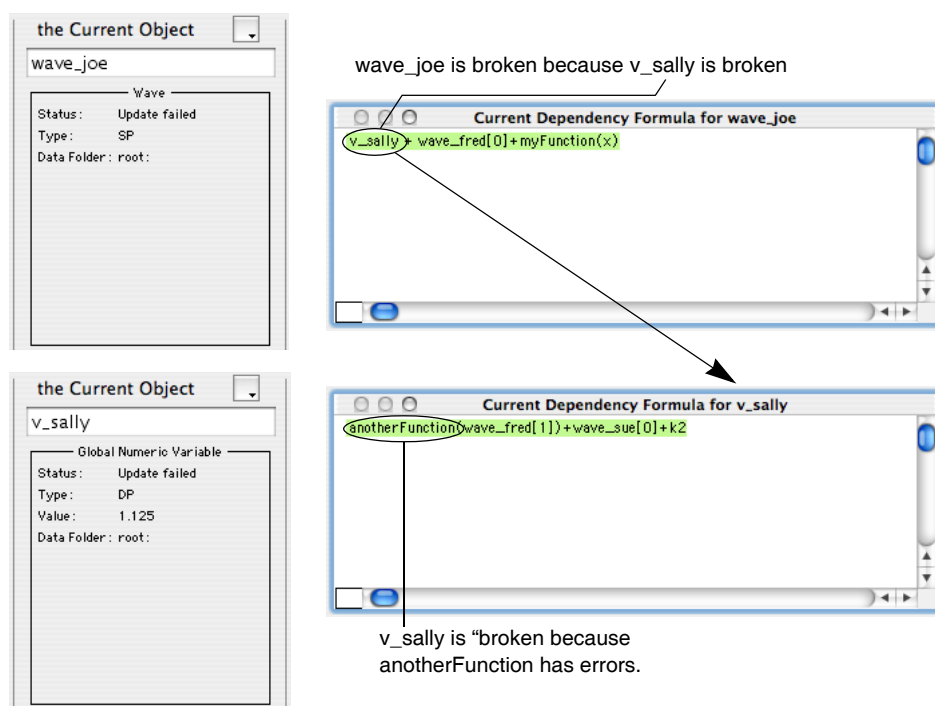 the Current Object
wave_joe
Wave
Status: Update failed
Type: SP
Data Folder: root:
wave_joe is broken because v_sally is broken
Current Dependency Formula for wave_joe
v_sally + wave_fred[0]+myFunction(x)
the Current Object
v_sally
Global Numeric Variable
Status: Update failed
Type: DP
Value: 1.125
Data Folder: root:
Current Dependency Formula for v_sally
anotherFunction(wave_fred[1])+wave_sue[0]+k2
v_sally is “broken because
anotherFunction has errors.